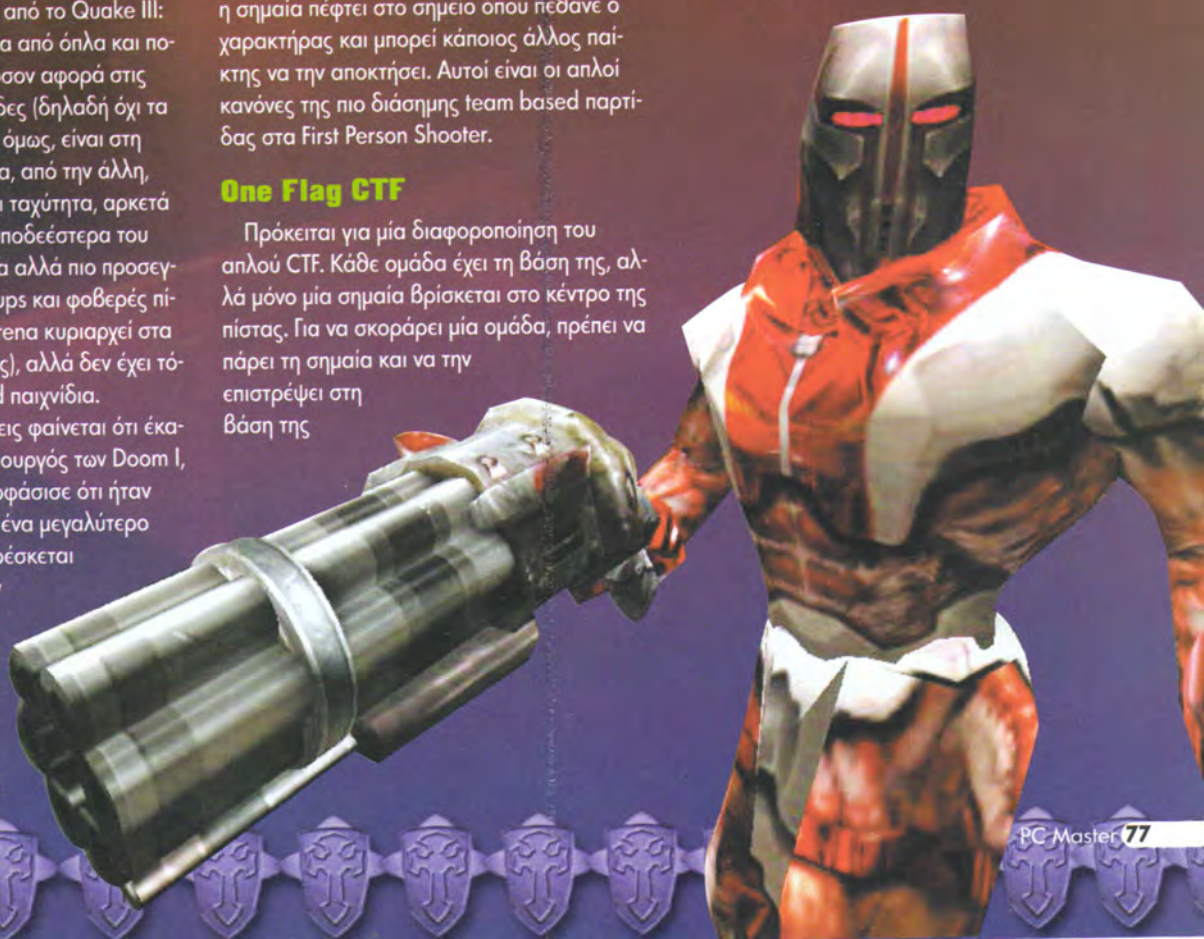 από το Quake III:
α από όπλα και πο-
σον αφορά στις
δες (δηλαδή όχι τα
όμως, είναι στη
α, από την άλλη,
ι ταχύτητα, αρκετά
ποδεέστερα του
α αλλά πιο προσεγ-
ups και φοβερές πί-
rena κυριαρχεί στα
ς), αλλά δεν έχει τό-
d παιχνίδια.
εις φαίνεται ότι έκα-
ουργός των Doom I,
οφάσισε ότι ήταν
ένα μεγαλύτερο
ρέσκεται
η σημαία πέφτει στο σημείο όπου πέθανε ο
χαρακτήρας και μπορεί κάποιος άλλος παί-
κτης να την αποκτήσει. Αυτοί είναι οι απλοί
κανόνες της πιο διάσημης team based παρτί-
δας στα First Person Shooter.
One Flag CTF
Πρόκειται για μία διαφοροποίηση του
απλού CTF. Κάθε ομάδα έχει τη βάση της, αλ-
λά μόνο μία σημαία βρίσκεται στο κέντρο της
πίστας. Για να σκοράρει μία ομάδα, πρέπει να
πάρει τη σημαία και να την
επιστρέψει στη
βάση της
PC Master 77